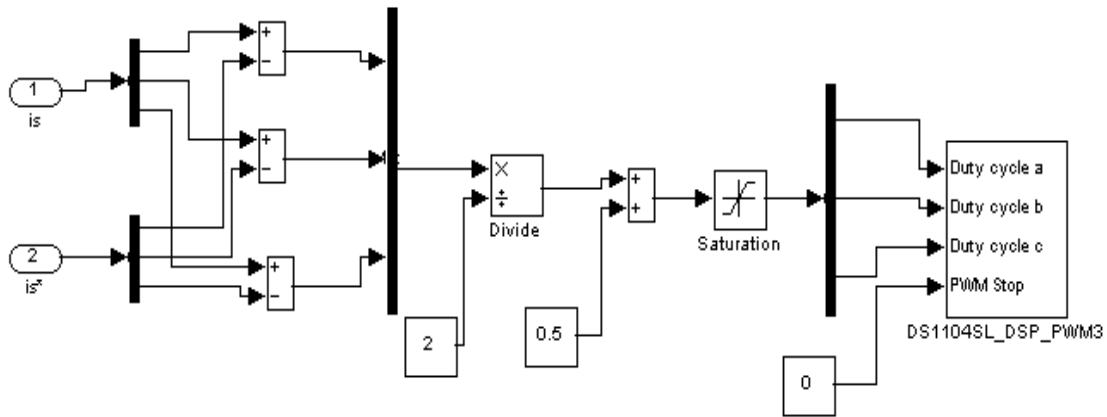 1
is
2
is*
+
−
+
−
+
−
×
÷
Divide
2
+
+
0.5
Saturation
Duty cycle a
Duty cycle b
Duty cycle c
PWM Stop
DS1104SL_DSP_PWM3
0